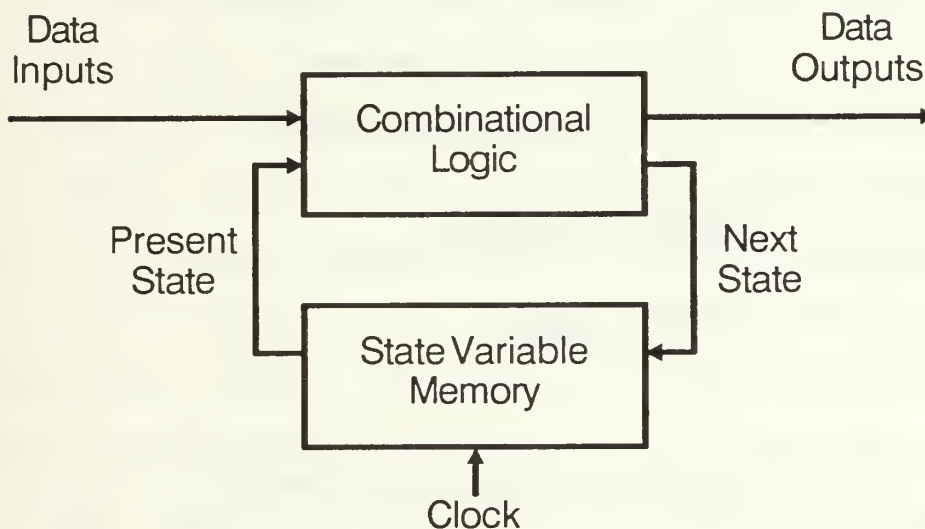 Data
Inputs
Data
Outputs
Combinational
Logic
Present
State
Next
State
State Variable
Memory
Clock